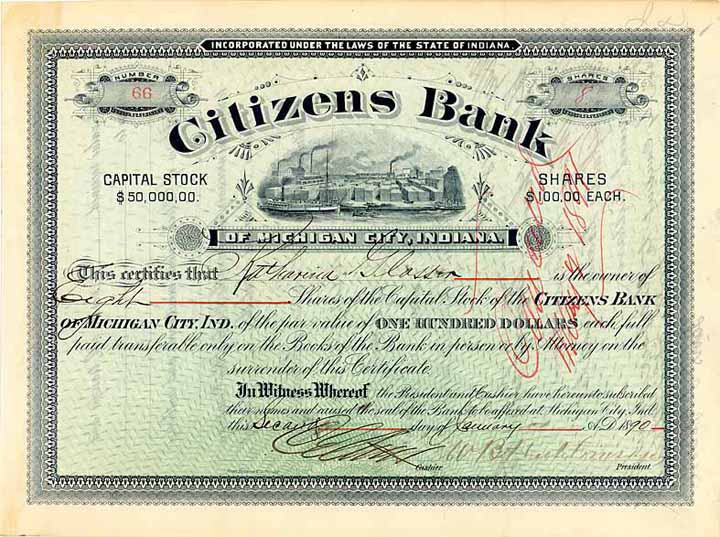 INCORPORATED UNDER THE LAWS OF THE STATE OF INDIANA.
NUMBER
66
SHARES
8
Citizens Bank
CAPITAL STOCK
$50,000,00.
SHARES
$100,00, EACH.
OF MICHIGAN CITY, INDIANA.
This certifies that Katharina Glasser is the owner of
Eight Shares of the Capital Stock of the CITIZENS BANK
OF MICHIGAN CITY, IND. of the par value of ONE HUNDRED DOLLARS each full
paid transferable only on the Books of the Bank in person or by Attorney on the
surrender of this Certificate.
In Witness Whereof the President and Cashier have hereunto subscribed
their names and caused the seal of the Bank to be affixed at Michigan City, Ind.
this Second day of January A.D. 1890
Cashier
President.
Cancelled